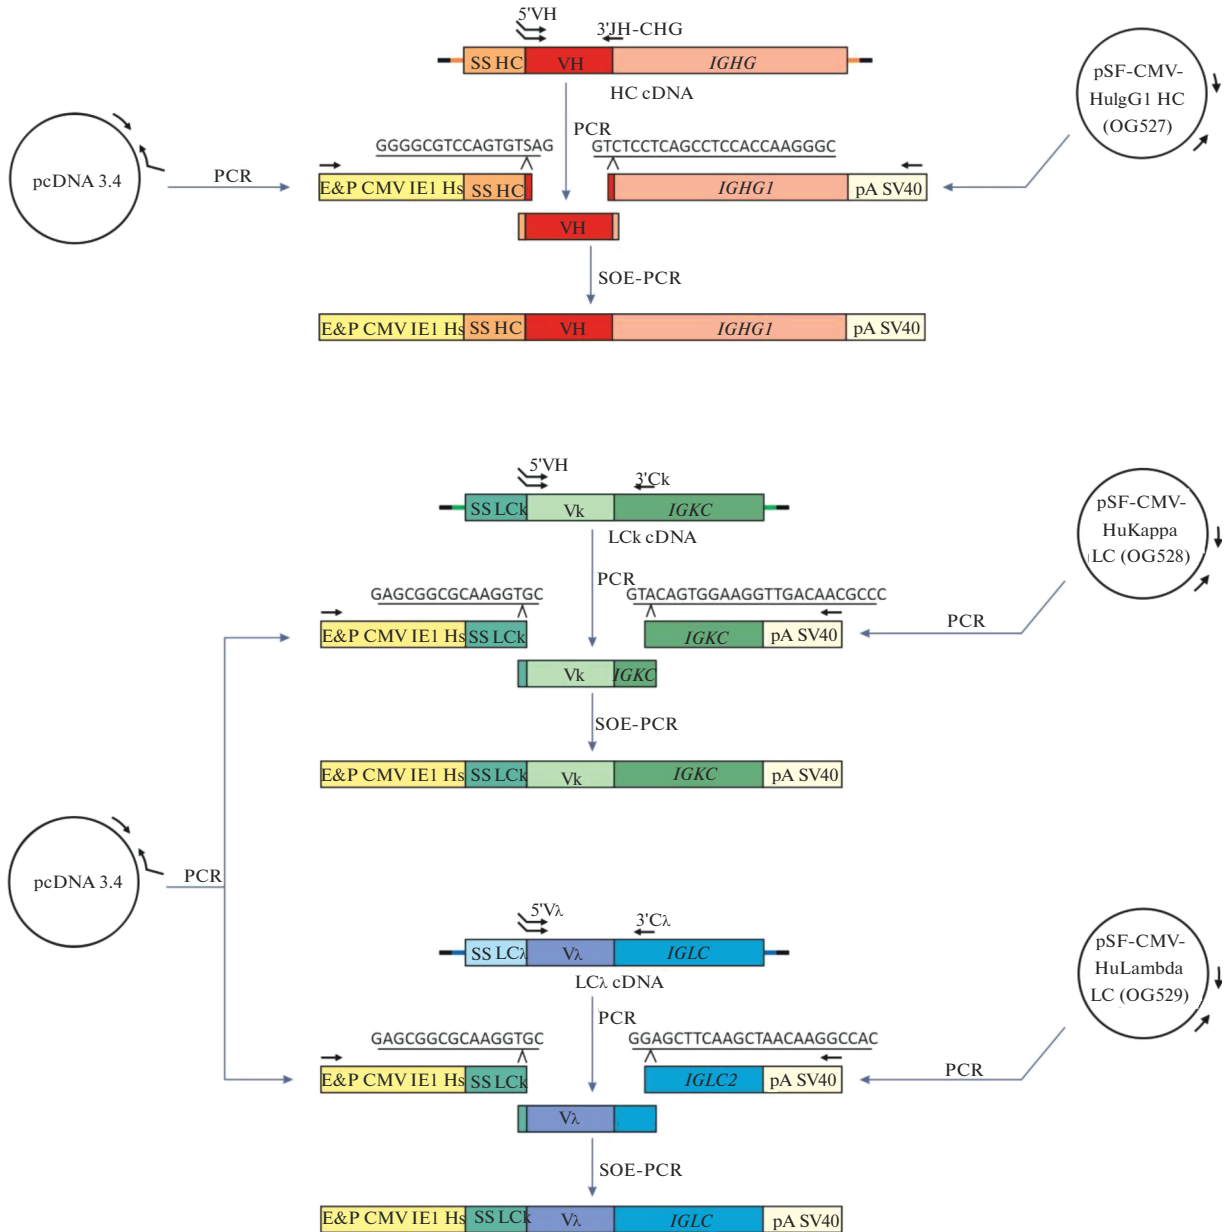 5'VH
3'JH-CHG
SS HC VH IGHG
HC cDNA
pSF-CMV-
HulgG1 HC
(OG527)
pcDNA 3.4
PCR
PCR
GGGGCGTCCAGTGTSAG GTCTCCTCAGCCTCCACCAAGGGC
E&P CMV IE1 Hs SS HC IGHG1 pA SV40
VH
SOE-PCR
E&P CMV IE1 Hs SS HC VH IGHG1 pA SV40
5'VH
3'Ck
SS LCk Vk IGKC
LCk cDNA
pSF-CMV-
HuKappa
LC (OG528)
PCR
GAGCGGCGCAAGGTGC GTACAGTGGAAGGTTGACAACGCCC
E&P CMV IE1 Hs SS LCk IGKC pA SV40
PCR
Vk IGKC
SOE-PCR
E&P CMV IE1 Hs SS LCk Vk IGKC pA SV40
pcDNA 3.4
PCR
5'Vλ
3'Cλ
SS LCλ Vλ IGLC
LCλ cDNA
pSF-CMV-
HuLambda
LC (OG529)
PCR
GAGCGGCGCAAGGTGC GGAGCTTCAAGCTAACAAGGCCAC
E&P CMV IE1 Hs SS LCk IGLC2 pA SV40
PCR
Vλ
SOE-PCR
E&P CMV IE1 Hs SS LCk Vλ IGLC pA SV40